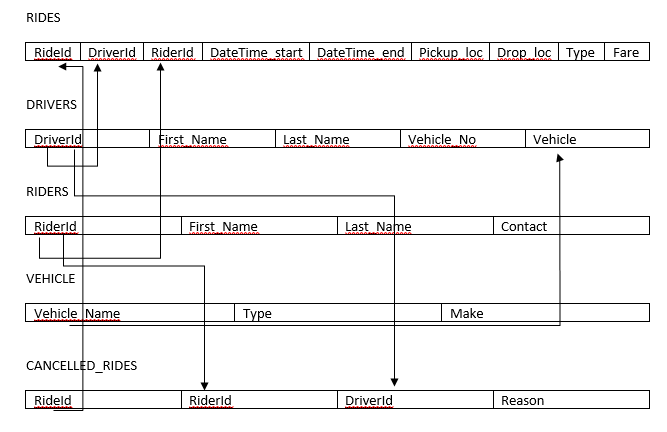 RIDES
RideId DriverId RiderId DateTime_start DateTime_end Pickup_loc Drop_loc Type Fare
DRIVERS
DriverId First_Name Last_Name Vehicle_No Vehicle
RIDERS
RiderId First_Name Last_Name Contact
VEHICLE
Vehicle_Name Type Make
CANCELLED_RIDES
RideId RiderId DriverId Reason